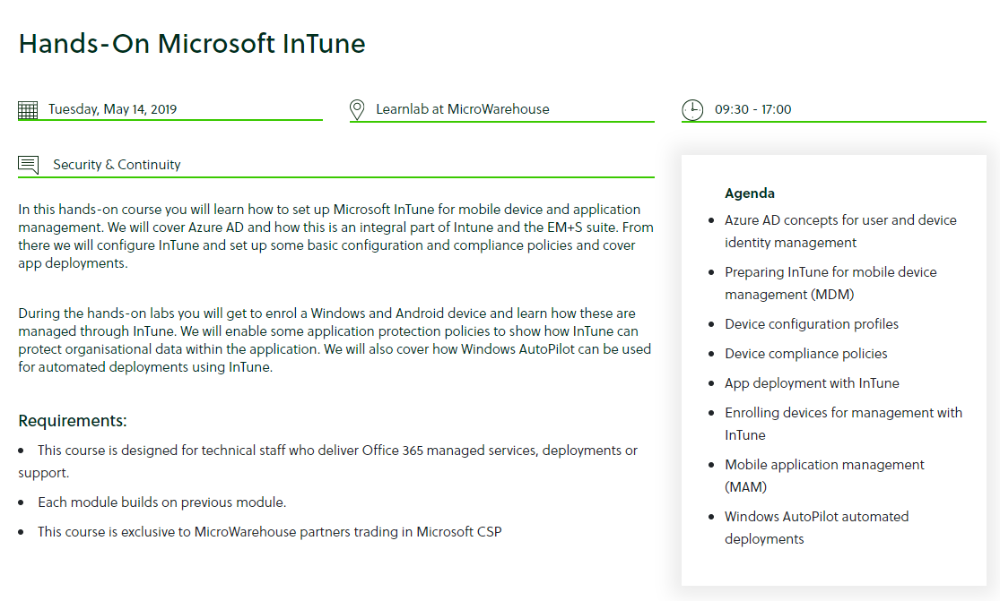 Hands-On Microsoft InTune
Tuesday, May 14, 2019
Learnlab at MicroWarehouse
09:30 - 17:00
Security & Continuity
In this hands-on course you will learn how to set up Microsoft InTune for mobile device and application
management. We will cover Azure AD and how this is an integral part of Intune and the EM+S suite. From
there we will configure InTune and set up some basic configuration and compliance policies and cover
app deployments.
During the hands-on labs you will get to enrol a Windows and Android device and learn how these are
managed through InTune. We will enable some application protection policies to show how InTune can
protect organisational data within the application. We will also cover how Windows AutoPilot can be used
for automated deployments using InTune.
Requirements:
• This course is designed for technical staff who deliver Office 365 managed services, deployments or
support.
• Each module builds on previous module.
• This course is exclusive to MicroWarehouse partners trading in Microsoft CSP
Agenda
• Azure AD concepts for user and device
identity management
• Preparing InTune for mobile device
management (MDM)
• Device configuration profiles
• Device compliance policies
• App deployment with InTune
• Enrolling devices for management with
InTune
• Mobile application management
(MAM)
• Windows AutoPilot automated
deployments